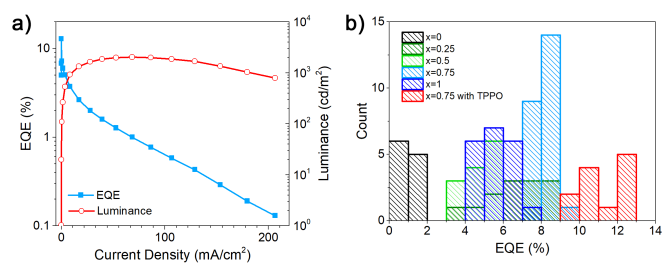 a)
EQE (%)
10
1
0.1
EQE
Luminance
0 50 100 150 200
Current Density (mA/cm²)
10⁴
10³
10²
10¹
10⁰
Luminance (cd/m²)
b)
Count
15
10
5
0
x=0
x=0.25
x=0.5
x=0.75
x=1
x=0.75 with TPPO
0 2 4 6 8 10 12 14
EQE (%)